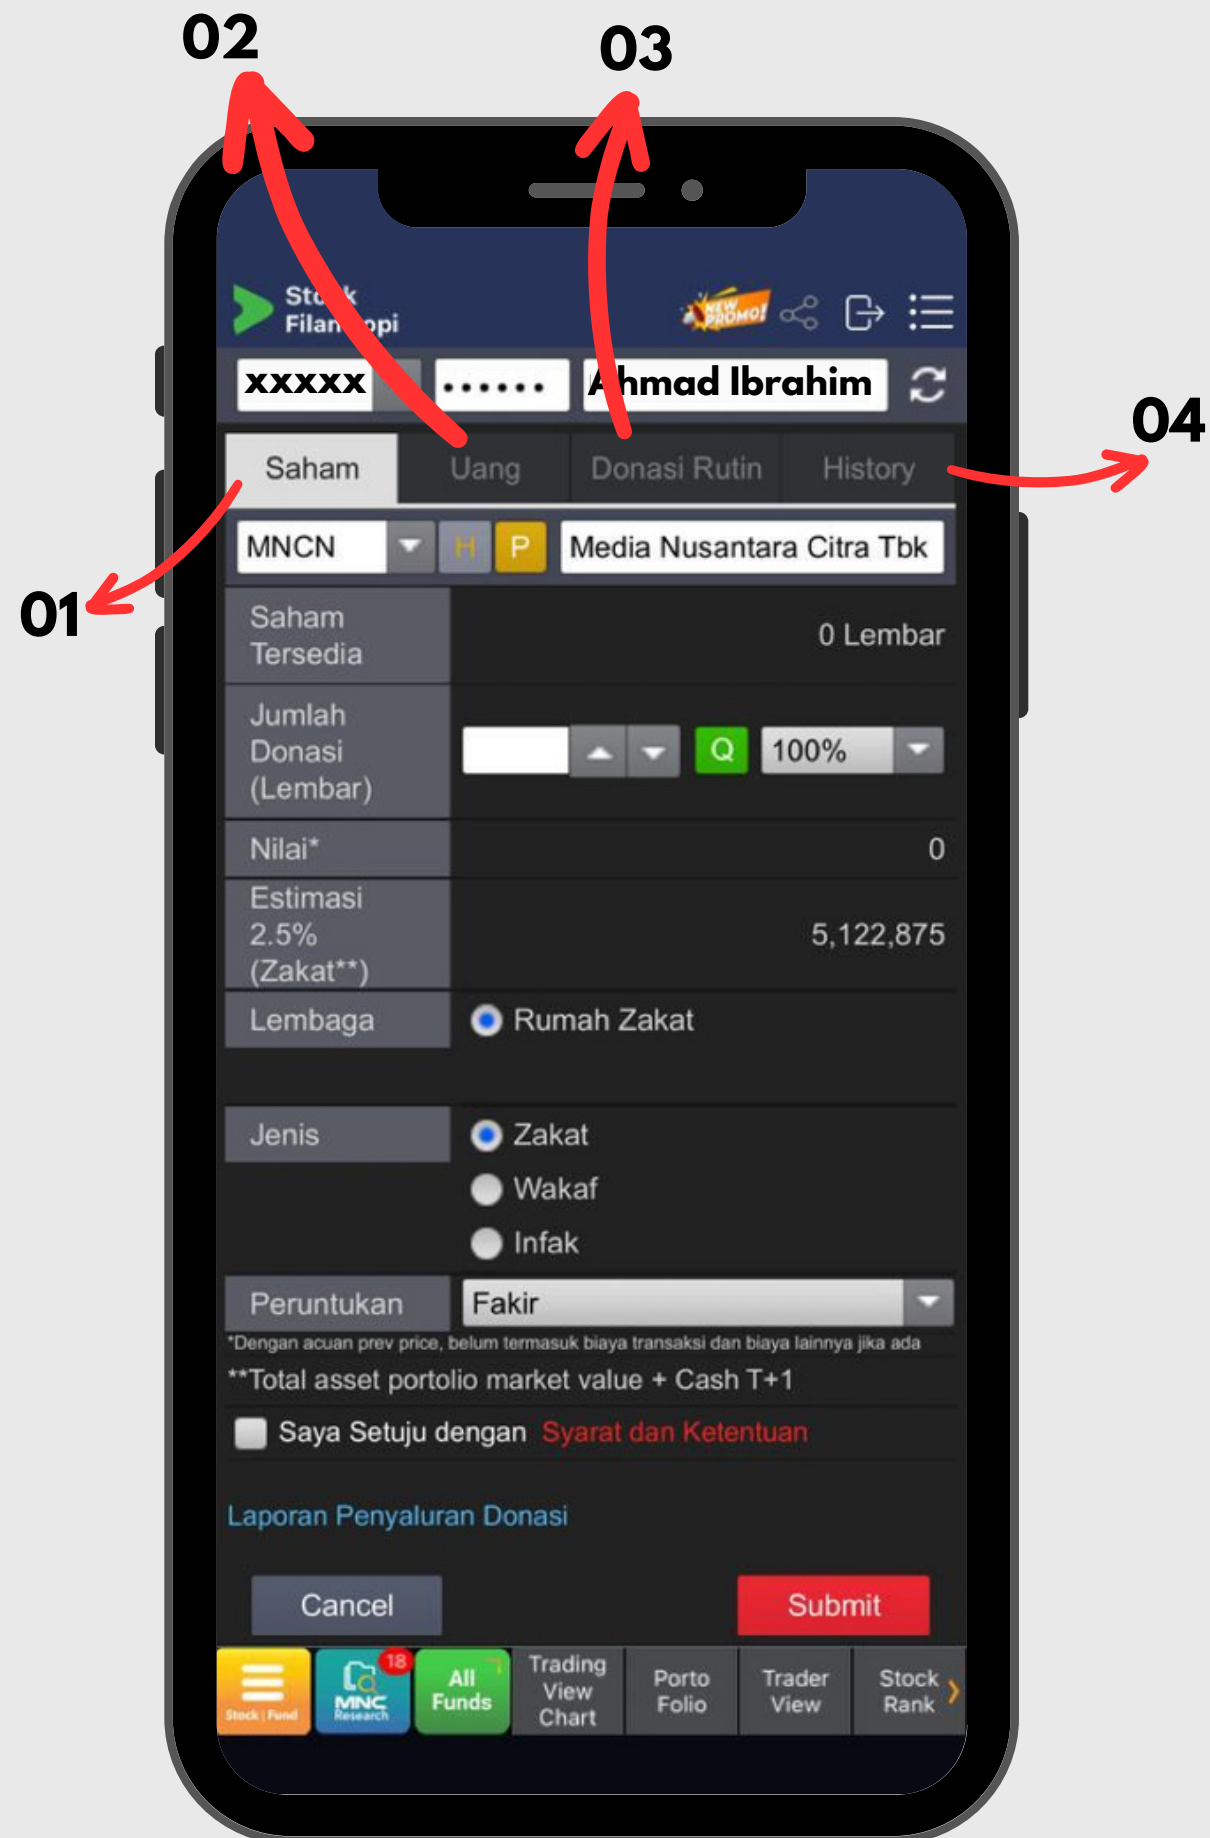 02
03
Stock
Filantropi
NEW
PROMO!
xxxxx
Ahmad Ibrahim
04
Saham
Uang
Donasi Rutin
History
MNCN
H
P
Media Nusantara Citra Tbk
01
Saham
Tersedia
0 Lembar
Jumlah
Donasi
(Lembar)
Q
100%
Nilai*
0
Estimasi
2.5%
(Zakat**)
5,122,875
Lembaga
Rumah Zakat
Jenis
Zakat
Wakaf
Infak
Peruntukan
Fakir
*Dengan acuan prev price, belum termasuk biaya transaksi dan biaya lainnya jika ada
**Total asset portolio market value + Cash T+1
Saya Setuju dengan Syarat dan Ketentuan
Laporan Penyaluran Donasi
Cancel
Submit
Stock | Fund
18
MNC
Research
All
Funds
Trading
View
Chart
Porto
Folio
Trader
View
Stock
Rank